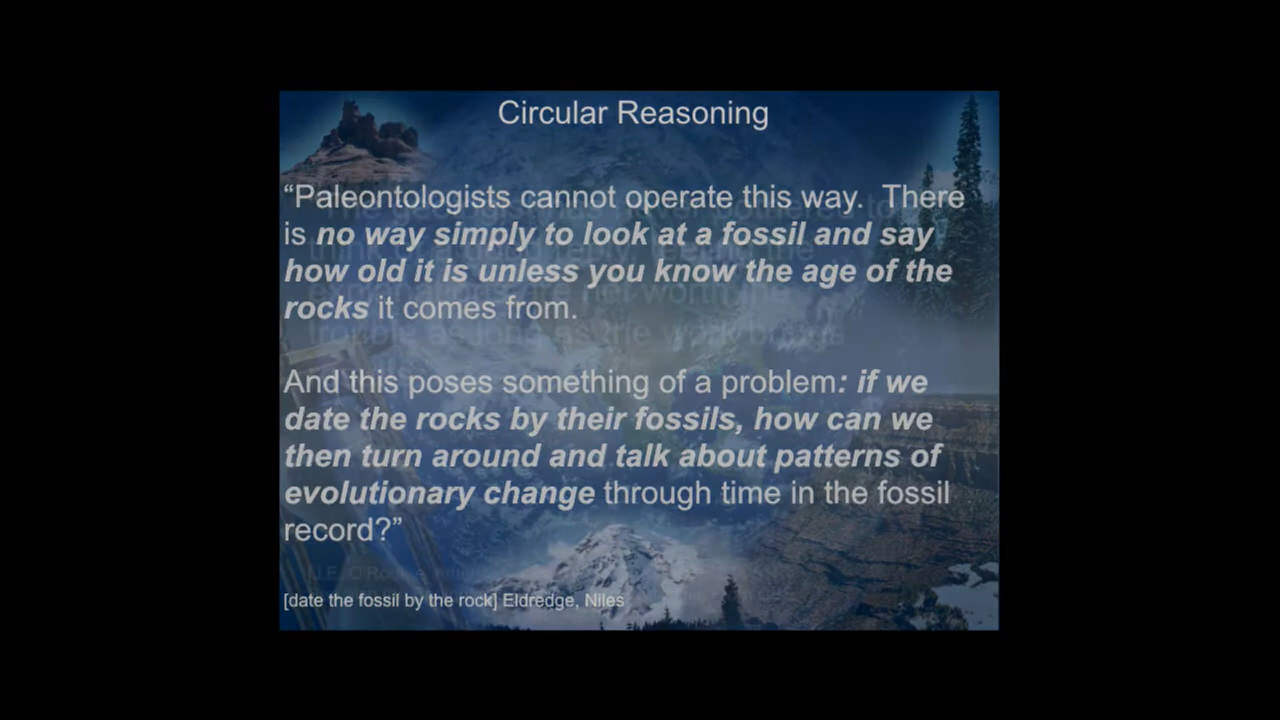 Circular Reasoning
“Paleontologists cannot operate this way. There
is no way simply to look at a fossil and say
how old it is unless you know the age of the
rocks it comes from.
And this poses something of a problem: if we
date the rocks by their fossils, how can we
then turn around and talk about patterns of
evolutionary change through time in the fossil
record?”
[date the fossil by the rock] Eldredge, Niles